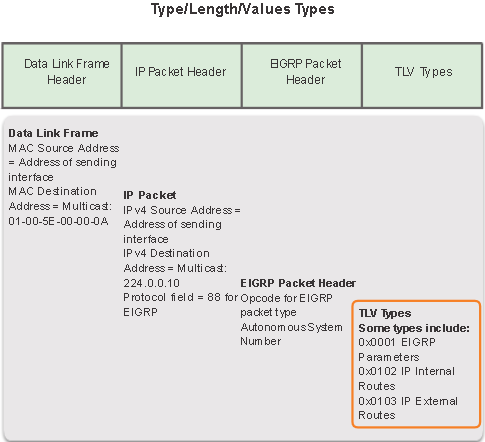 Type/Length/Values Types
Data Link Frame
Header
IP Packet Header
EIGRP Packet
Header
TLV Types
Data Link Frame
MAC Source Address
= Address of sending
interface
MAC Destination
Address = Multicast:
01-00-5E-00-00-0A
IP Packet
IPv4 Source Address =
Address of sending
interface
IPv4 Destination
Address = Multicast:
224.0.0.10
Protocol field = 88 for
EIGRP
EIGRP Packet Header
Opcode for EIGRP
packet type
Autonomous System
Number
TLV Types
Some types include:
0x0001 EIGRP
Parameters
0x0102 IP Internal
Routes
0x0103 IP External
Routes